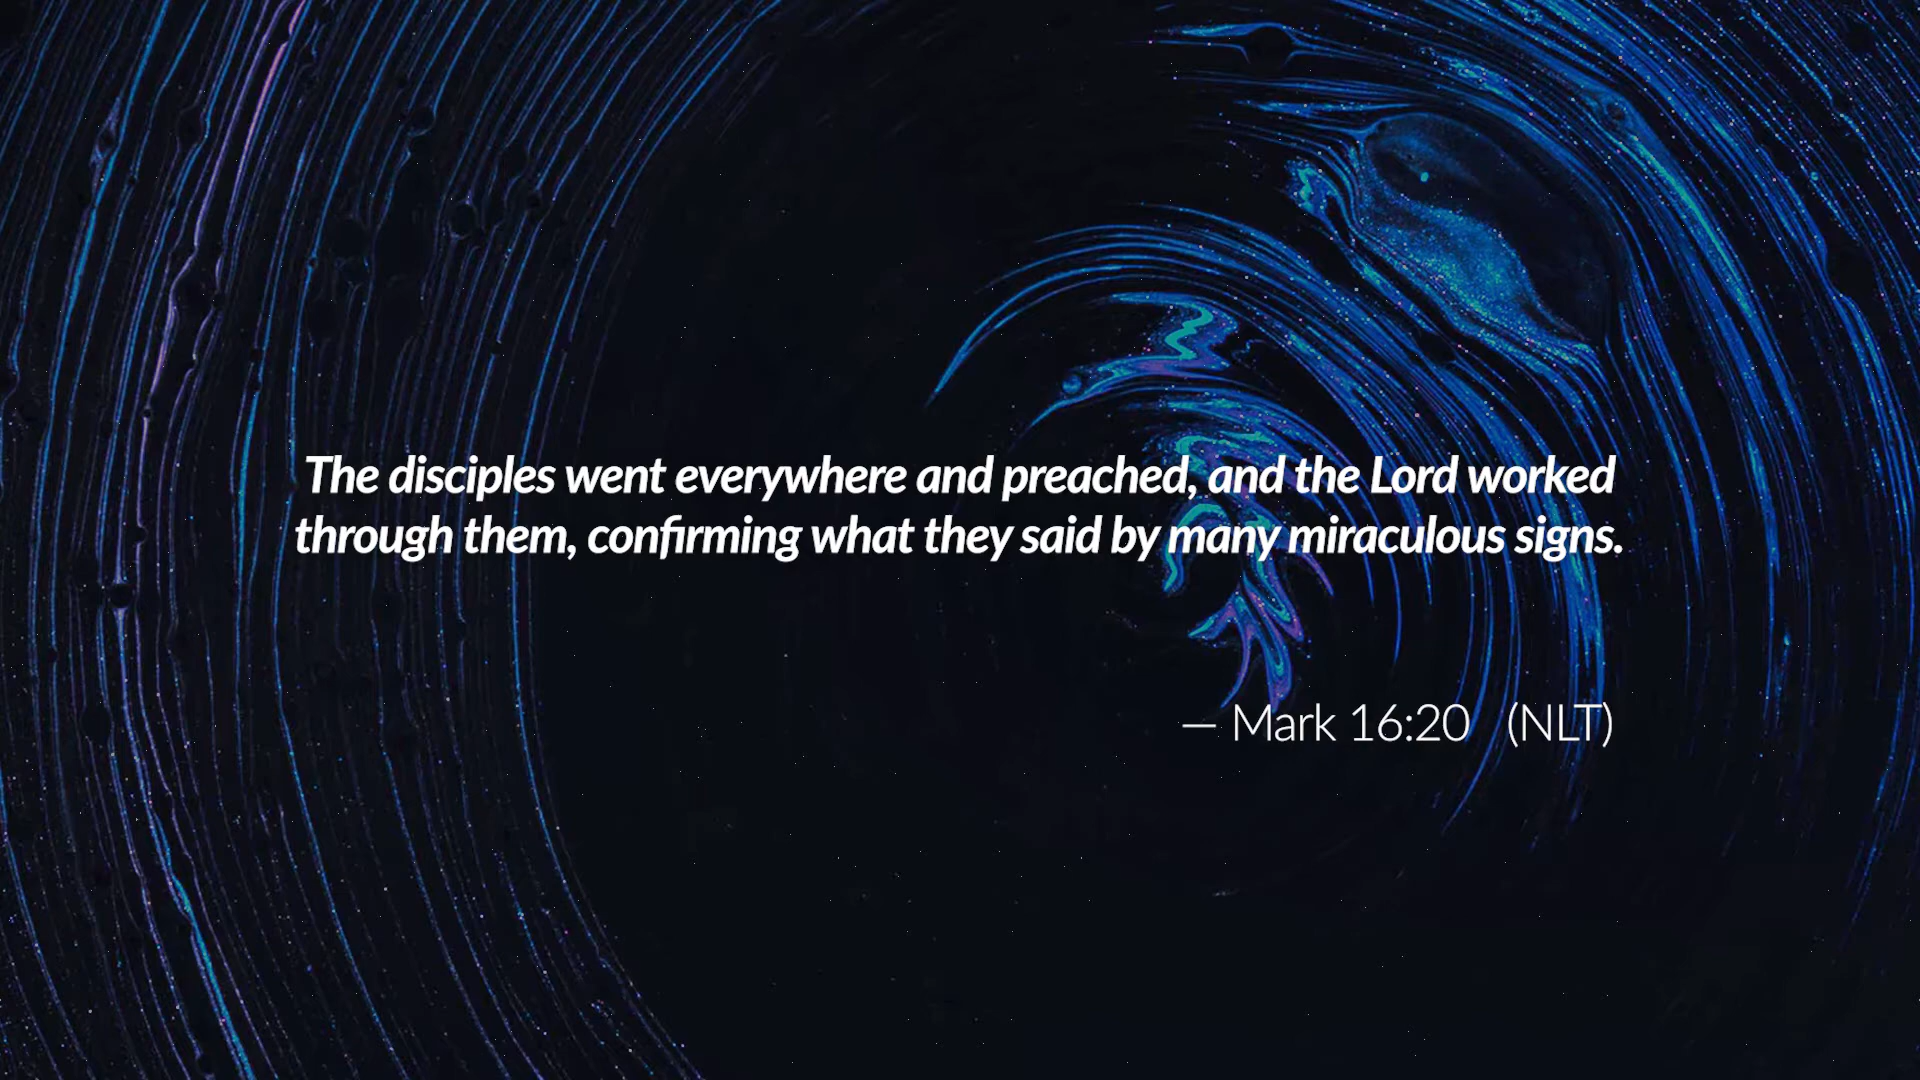 The disciples went everywhere and preached, and the Lord worked
through them, confirming what they said by many miraculous signs.
— Mark 16:20 (NLT)